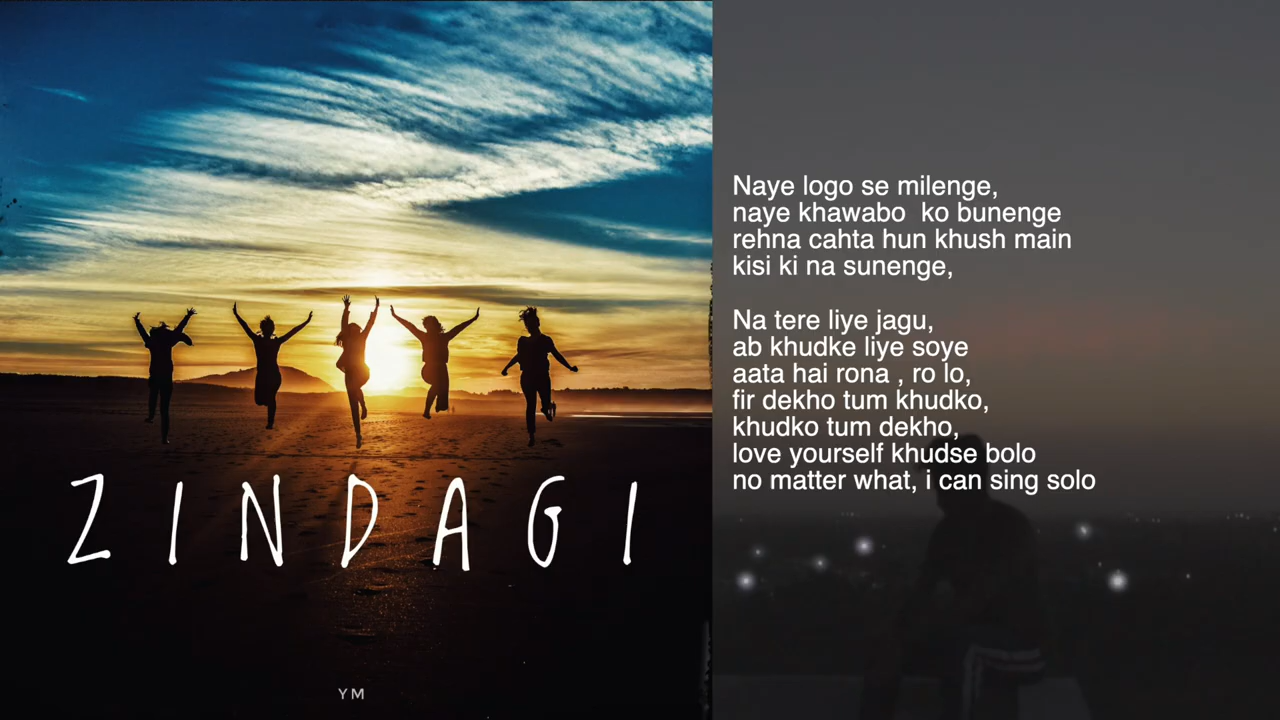 ZINDAGI
YM
Naye logo se milenge,
naye khawabo  ko bunenge
rehna cahta hun khush main
kisi ki na sunenge,
Na tere liye jagu,
ab khudke liye soye
aata hai rona , ro lo,
fir dekho tum khudko,
khudko tum dekho,
love yourself khudse bolo
no matter what, i can sing solo